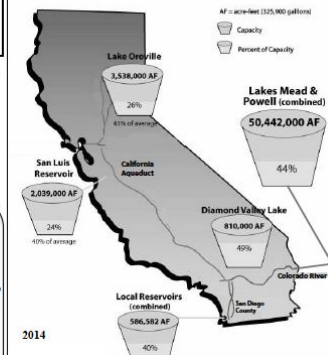 AF = acre-feet (325,900 gallons)
Capacity
Percent of Capacity
Lake Oroville
3,538,000 AF
26%
43% of average
Lakes Mead &
Powell (combined)
50,442,000 AF
44%
San Luis
Reservoir
2,039,000 AF
24%
40% of average
California
Aqueduct
Diamond Valley Lake
810,000 AF
49%
Colorado River
San Diego
County
Local Reservoirs
(combined)
586,582 AF
40%
2014